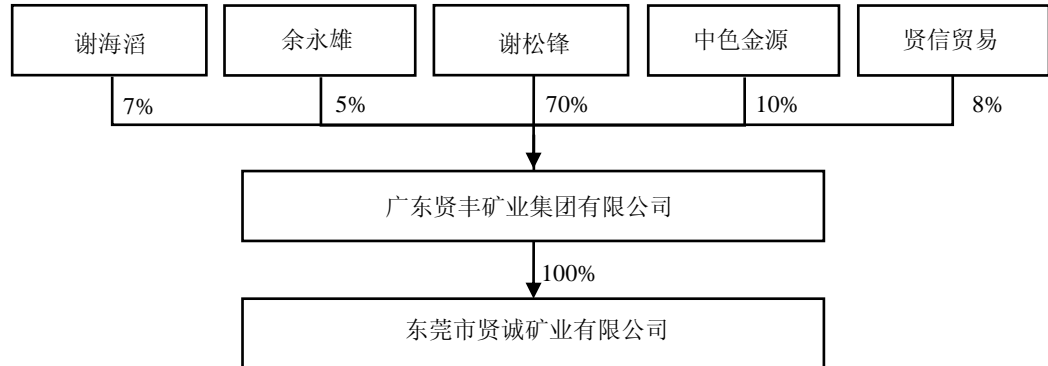 谢海滔
余永雄
谢松锋
中色金源
贤信贸易
7%
5%
70%
10%
8%
广东贤丰矿业集团有限公司
100%
东莞市贤诚矿业有限公司